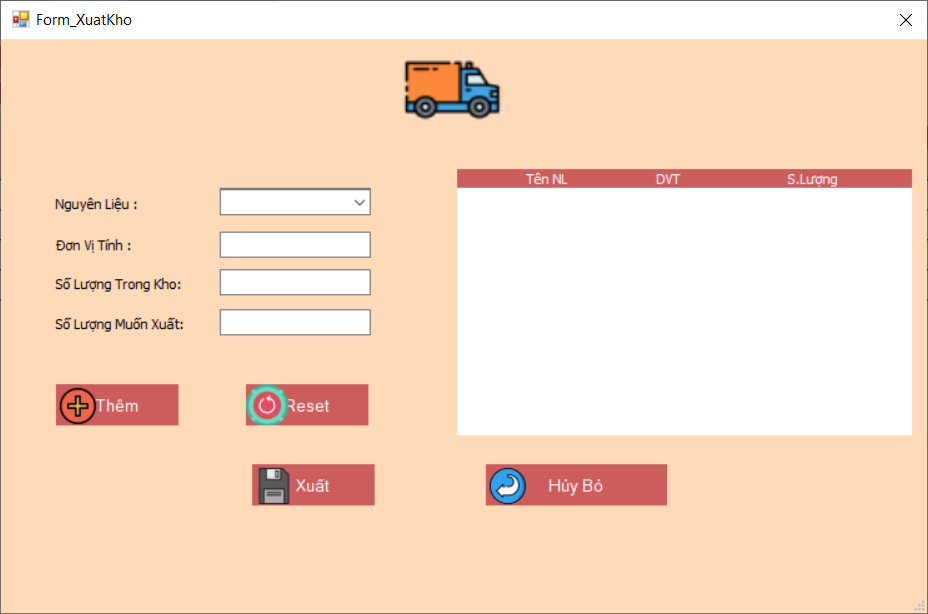 Form_XuatKho
Nguyên Liệu :
Đơn Vị Tính :
Số Lượng Trong Kho:
Số Lượng Muốn Xuất:
Tên NL DVT S.Lượng
Thêm Reset
Xuất Hủy Bỏ